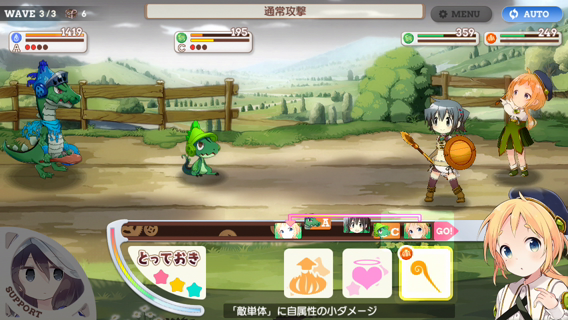 WAVE 3/3 6
通常攻撃
MENU
AUTO
1419
A
195
C
359
249
A
C
GO!
とっておき
SUPPORT
「敵単体」に自属性の小ダメージ